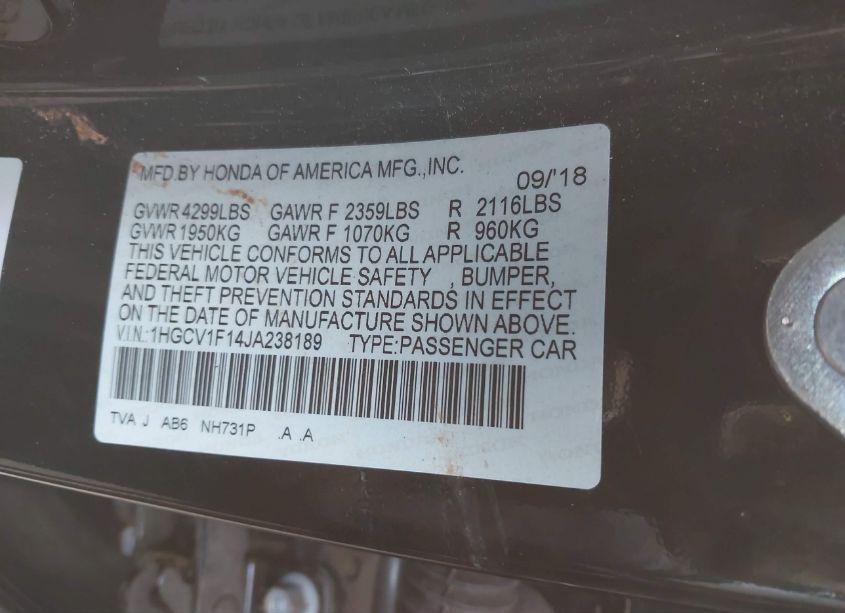 MFD.BY HONDA OF AMERICA MFG.,INC.
09/'18
GVWR 4299LBS GAWR F 2359LBS R 2116LBS
GVWR 1950KG GAWR F 1070KG R 960KG
THIS VEHICLE CONFORMS TO ALL APPLICABLE
FEDERAL MOTOR VEHICLE SAFETY , BUMPER,
AND THEFT PREVENTION STANDARDS IN EFFECT
ON THE DATE OF MANUFACTURE SHOWN ABOVE.
V.I.N.:1HGCV1F14JA238189 TYPE:PASSENGER CAR
TVA J AB6 NH731P .A .A